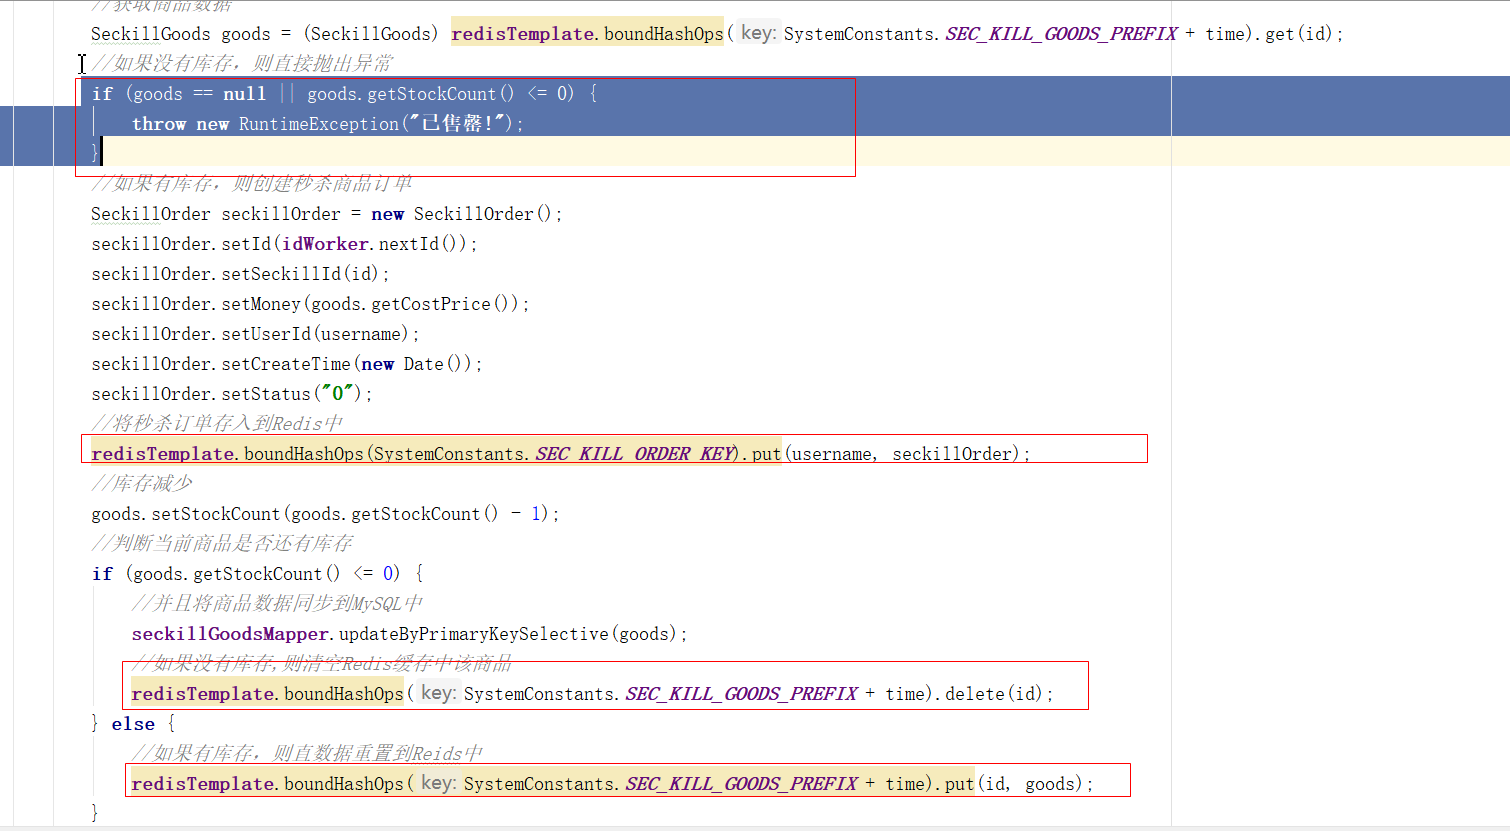 //获取商品数据
SeckillGoods goods = (SeckillGoods) redisTemplate.boundHashOps( key: SystemConstants.SEC_KILL_GOODS_PREFIX + time).get(id);
//如果没有库存，则直接抛出异常
if (goods == null || goods.getStockCount() <= 0) {
throw new RuntimeException("已售罄!");
}
//如果有库存，则创建秒杀商品订单
SeckillOrder seckillOrder = new SeckillOrder();
seckillOrder.setId(idWorker.nextId());
seckillOrder.setSeckillId(id);
seckillOrder.setMoney(goods.getCostPrice());
seckillOrder.setUserId(username);
seckillOrder.setCreateTime(new Date());
seckillOrder.setStatus("0");
//将秒杀订单存入到Redis中
redisTemplate.boundHashOps(SystemConstants.SEC_KILL_ORDER_KEY).put(username, seckillOrder);
//库存减少
goods.setStockCount(goods.getStockCount() - 1);
//判断当前商品是否还有库存
if (goods.getStockCount() <= 0) {
//并且将商品数据同步到MySQL中
seckillGoodsMapper.updateByPrimaryKeySelective(goods);
//如果没有库存,则清空Redis缓存中该商品
redisTemplate.boundHashOps( key: SystemConstants.SEC_KILL_GOODS_PREFIX + time).delete(id);
} else {
//如果有库存，则直数据重置到Reids中
redisTemplate.boundHashOps( key: SystemConstants.SEC_KILL_GOODS_PREFIX + time).put(id, goods);
}